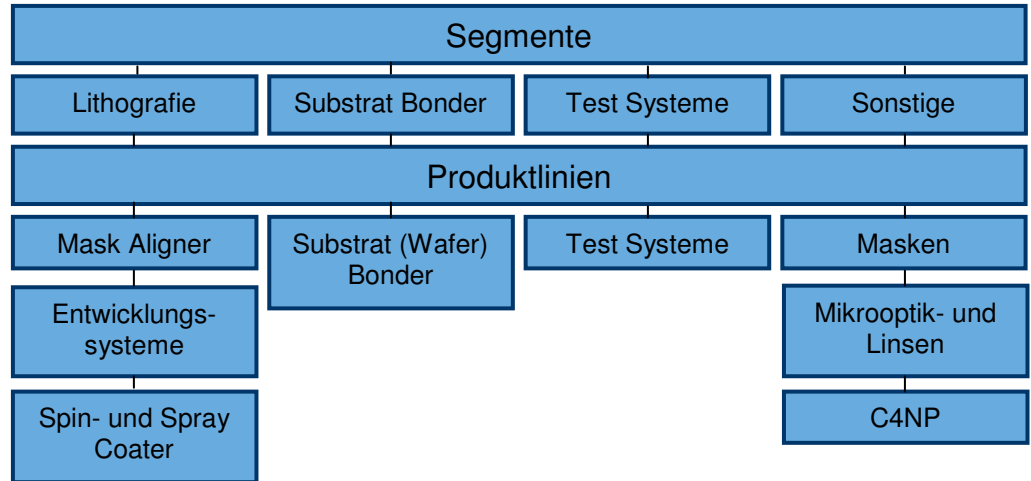 Segmente
Lithografie
Substrat Bonder
Test Systeme
Sonstige
Produktlinien
Mask Aligner
Substrat (Wafer)
Bonder
Test Systeme
Masken
Entwicklungs-
systeme
Mikrooptik- und
Linsen
Spin- und Spray
Coater
C4NP